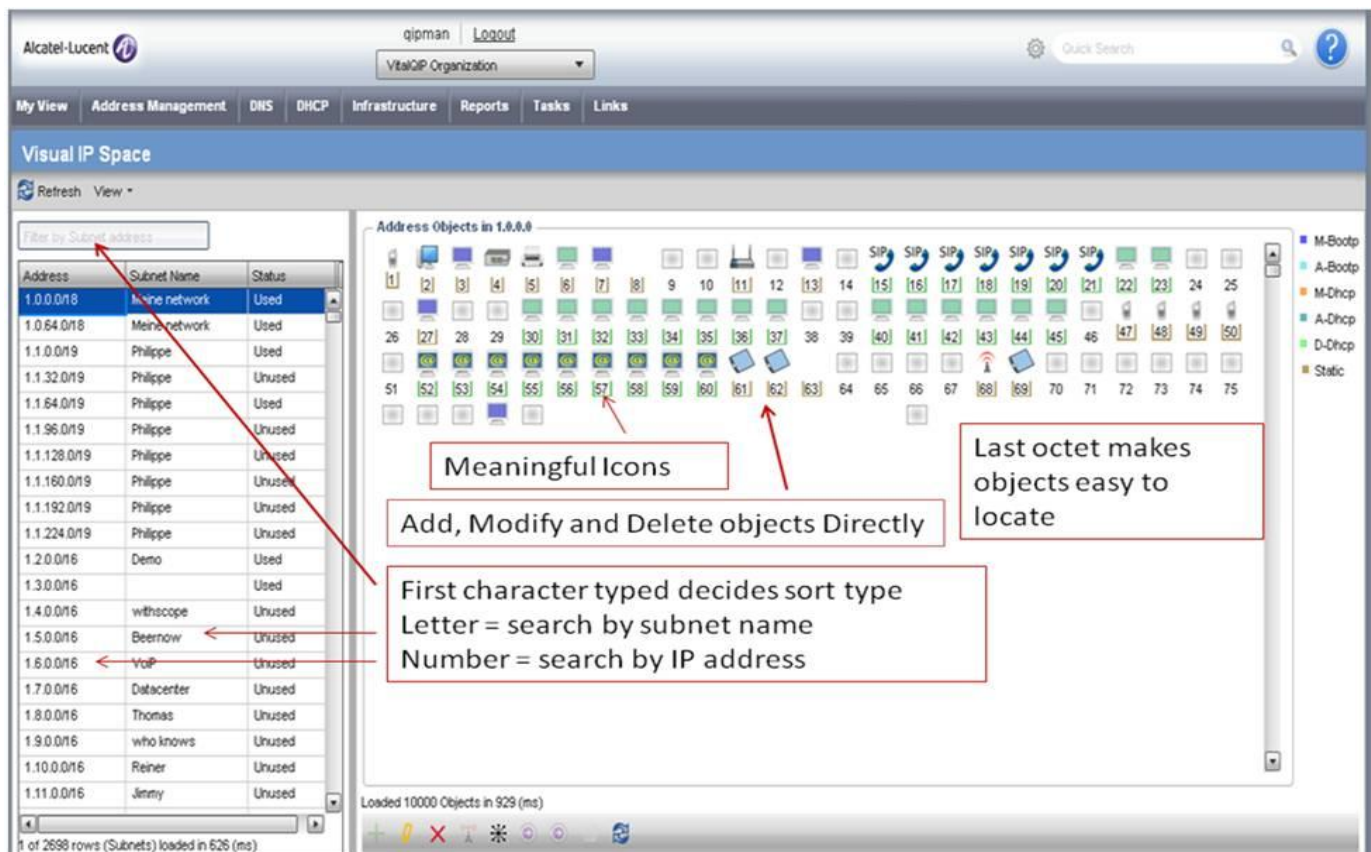 Alcatel-Lucent
qipman Logout
VitalQIP Organization
Quick Search
?
My View Address Management DNS DHCP Infrastructure Reports Tasks Links
Visual IP Space
Refresh View
Filter by Subnet address
Address Subnet Name Status
1.0.0.0/18 Meine network Used
1.0.64.0/18 Meine network Used
1.1.0.0/19 Philippe Used
1.1.32.0/19 Philippe Unused
1.1.64.0/19 Philippe Used
1.1.96.0/19 Philippe Unused
1.1.128.0/19 Philippe Unused
1.1.160.0/19 Philippe Unused
1.1.192.0/19 Philippe Unused
1.1.224.0/19 Philippe Unused
1.2.0.0/16 Demo Used
1.3.0.0/16 Used
1.4.0.0/16 withscope Unused
1.5.0.0/16 Beernow Unused
1.6.0.0/16 VoiP Unused
1.7.0.0/16 Datacenter Unused
1.8.0.0/16 Thomas Unused
1.9.0.0/16 who knows Unused
1.10.0.0/16 Reiner Unused
1.11.0.0/16 Jimmy Unused
1 of 2698 rows (Subnets) loaded in 626 (ms)
Address Objects in 1.0.0.0
SIP SIP SIP SIP SIP SIP SIP
[1] [2] [3] [4] [5] [6] [7] [8] 9 10 [11] 12 [13] 14 [15] [16] [17] [18] [19] [20] [21] [22] [23] 24 25
26 [27] 28 29 [30] [31] [32] [33] [34] [35] [36] [37] 38 39 [40] [41] [42] [43] [44] [45] 46 [47] [48] [49] [50]
@ @ @ @ @ @ @ @ @
51 [52] [53] [54] [55] [56] [57] [58] [59] [60] [61] [62] [63] 64 65 66 67 [68] [69] 70 71 72 73 74 75
Meaningful Icons
Add, Modify and Delete objects Directly
Last octet makes
objects easy to
locate
First character typed decides sort type
Letter = search by subnet name
Number = search by IP address
M-Bootp
A-Bootp
M-Dhcp
A-Dhcp
D-Dhcp
Static
Loaded 10000 Objects in 929 (ms)